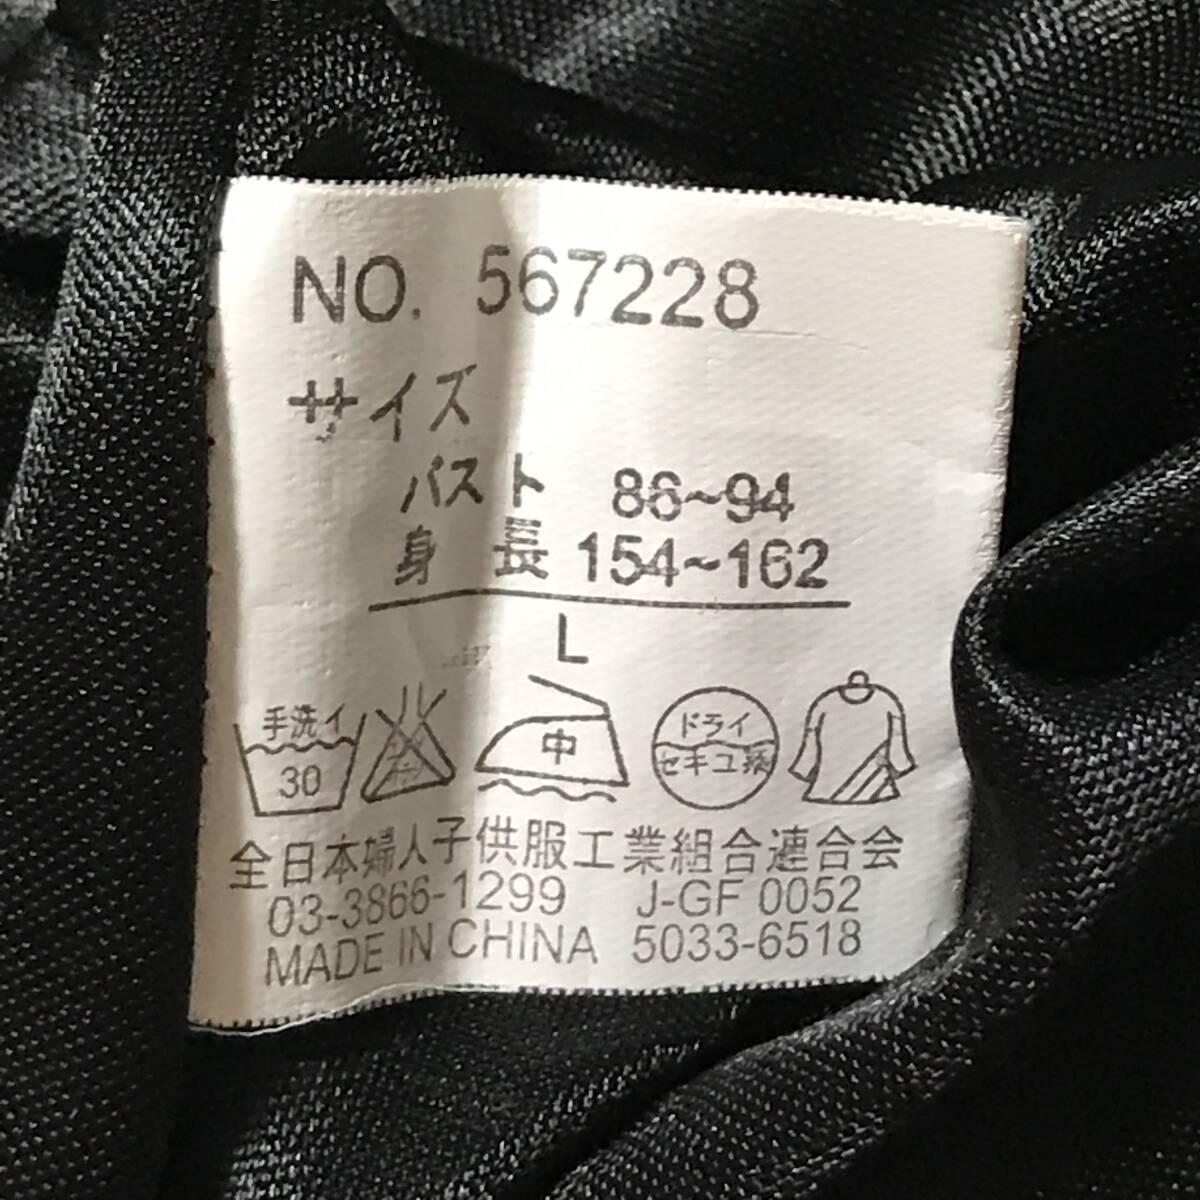 NO. 567228
サイズ
バスト 86~94
身長 154~162
L
手洗イ
30
中
ドライ
セキユ系
全日本婦人子供服工業組合連合会
03-3866-1299 J-GF 0052
MADE IN CHINA 5033-6518